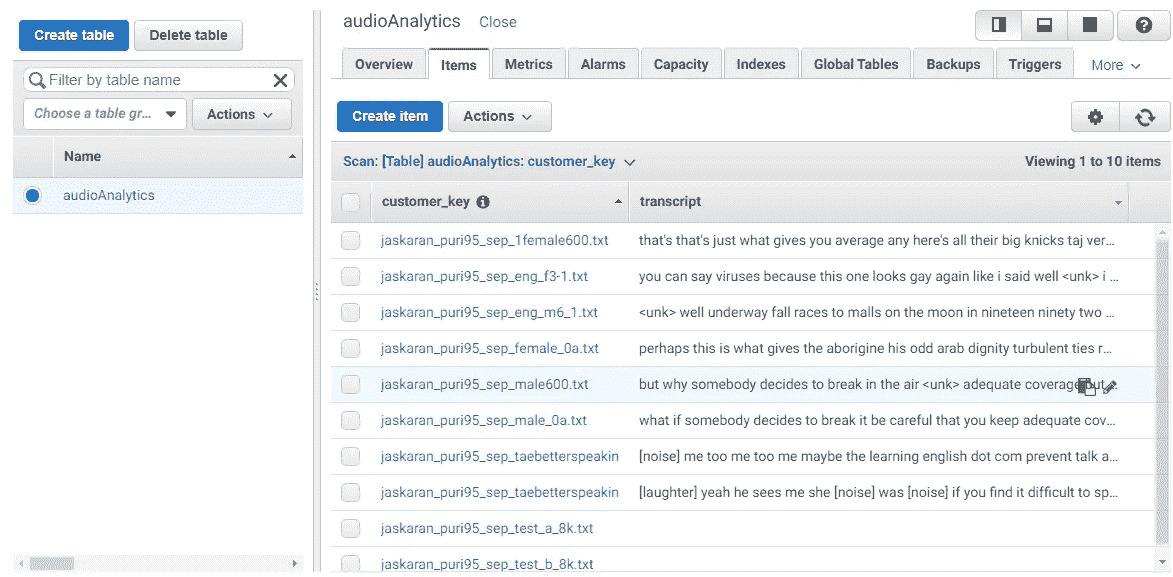 Create table Delete table
Filter by table name
Choose a table gr... Actions
Name
audioAnalytics
audioAnalytics Close
Overview Items Metrics Alarms Capacity Indexes Global Tables Backups Triggers More
Create item Actions
Scan: [Table] audioAnalytics: customer_key Viewing 1 to 10 items
customer_key transcript
jaskaran_puri95_sep_1female600.txt that's that's just what gives you average any here's all their big knicks taj ver...
jaskaran_puri95_sep_eng_f3-1.txt you can say viruses because this one looks gay again like i said well <unk> i ...
jaskaran_puri95_sep_eng_m6_1.txt <unk> well underway fall races to malls on the moon in nineteen ninety two ...
jaskaran_puri95_sep_female_0a.txt perhaps this is what gives the aborigine his odd arab dignity turbulent ties r...
jaskaran_puri95_sep_male600.txt but why somebody decides to break in the air <unk> adequate coverage but ...
jaskaran_puri95_sep_male_0a.txt what if somebody decides to break it be careful that you keep adequate cov...
jaskaran_puri95_sep_taebetterspeakin [noise] me too me too me maybe the learning english dot com prevent talk a...
jaskaran_puri95_sep_taebetterspeakin [laughter] yeah he sees me she [noise] was [noise] if you find it difficult to sp...
jaskaran_puri95_sep_test_a_8k.txt
jaskaran_puri95_sep_test_b_8k.txt